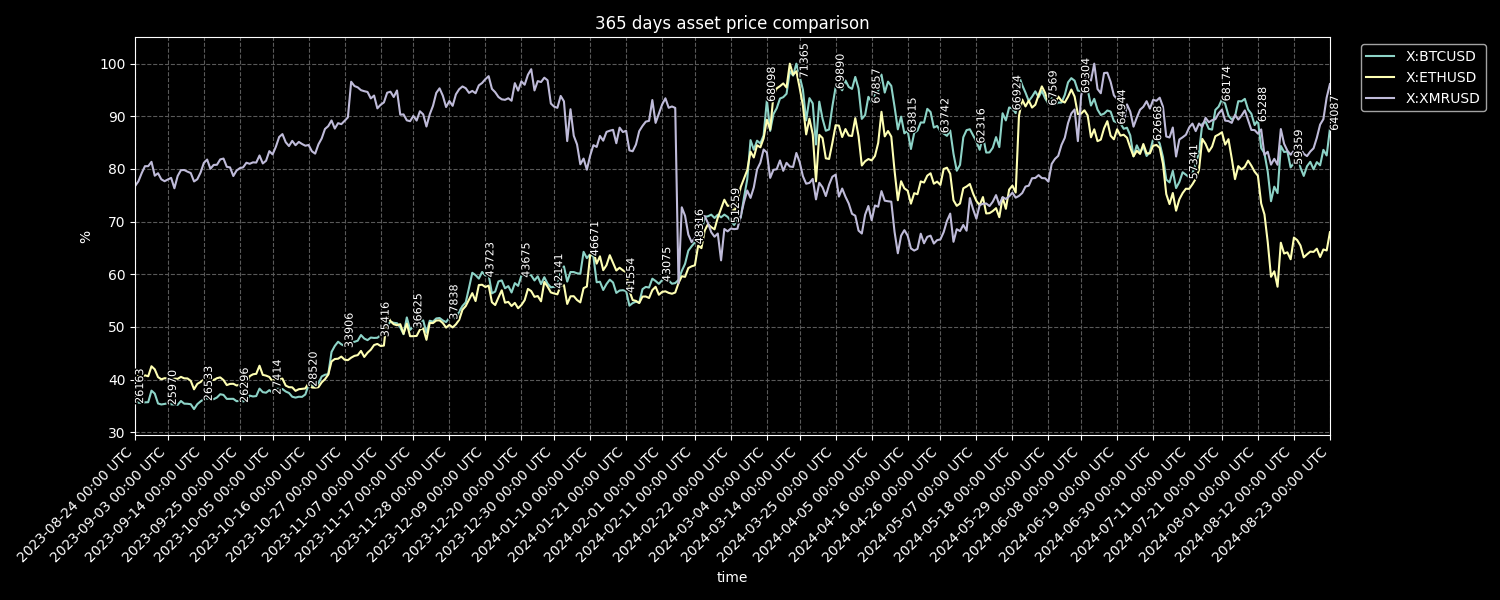 365 days asset price comparison
X:BTCUSD
X:ETHUSD
X:XMRUSD
100
90
80
70
60
50
40
30
%
26163
25970
26533
26296
27414
28520
33906
35416
36625
37838
43723
43675
42141
46671
41554
43075
48316
51259
68098
71365
69890
67857
63815
63742
62316
66924
67569
69304
64944
62668
57341
68174
65288
59359
64087
2023-08-24 00:00 UTC
2023-09-03 00:00 UTC
2023-09-14 00:00 UTC
2023-09-25 00:00 UTC
2023-10-05 00:00 UTC
2023-10-16 00:00 UTC
2023-10-27 00:00 UTC
2023-11-07 00:00 UTC
2023-11-17 00:00 UTC
2023-11-28 00:00 UTC
2023-12-09 00:00 UTC
2023-12-20 00:00 UTC
2023-12-30 00:00 UTC
2024-01-10 00:00 UTC
2024-01-21 00:00 UTC
2024-02-01 00:00 UTC
2024-02-11 00:00 UTC
2024-02-22 00:00 UTC
2024-03-04 00:00 UTC
2024-03-14 00:00 UTC
2024-03-25 00:00 UTC
2024-04-05 00:00 UTC
2024-04-16 00:00 UTC
2024-04-26 00:00 UTC
2024-05-07 00:00 UTC
2024-05-18 00:00 UTC
2024-05-29 00:00 UTC
2024-06-08 00:00 UTC
2024-06-19 00:00 UTC
2024-06-30 00:00 UTC
2024-07-11 00:00 UTC
2024-07-21 00:00 UTC
2024-08-01 00:00 UTC
2024-08-12 00:00 UTC
2024-08-23 00:00 UTC
time